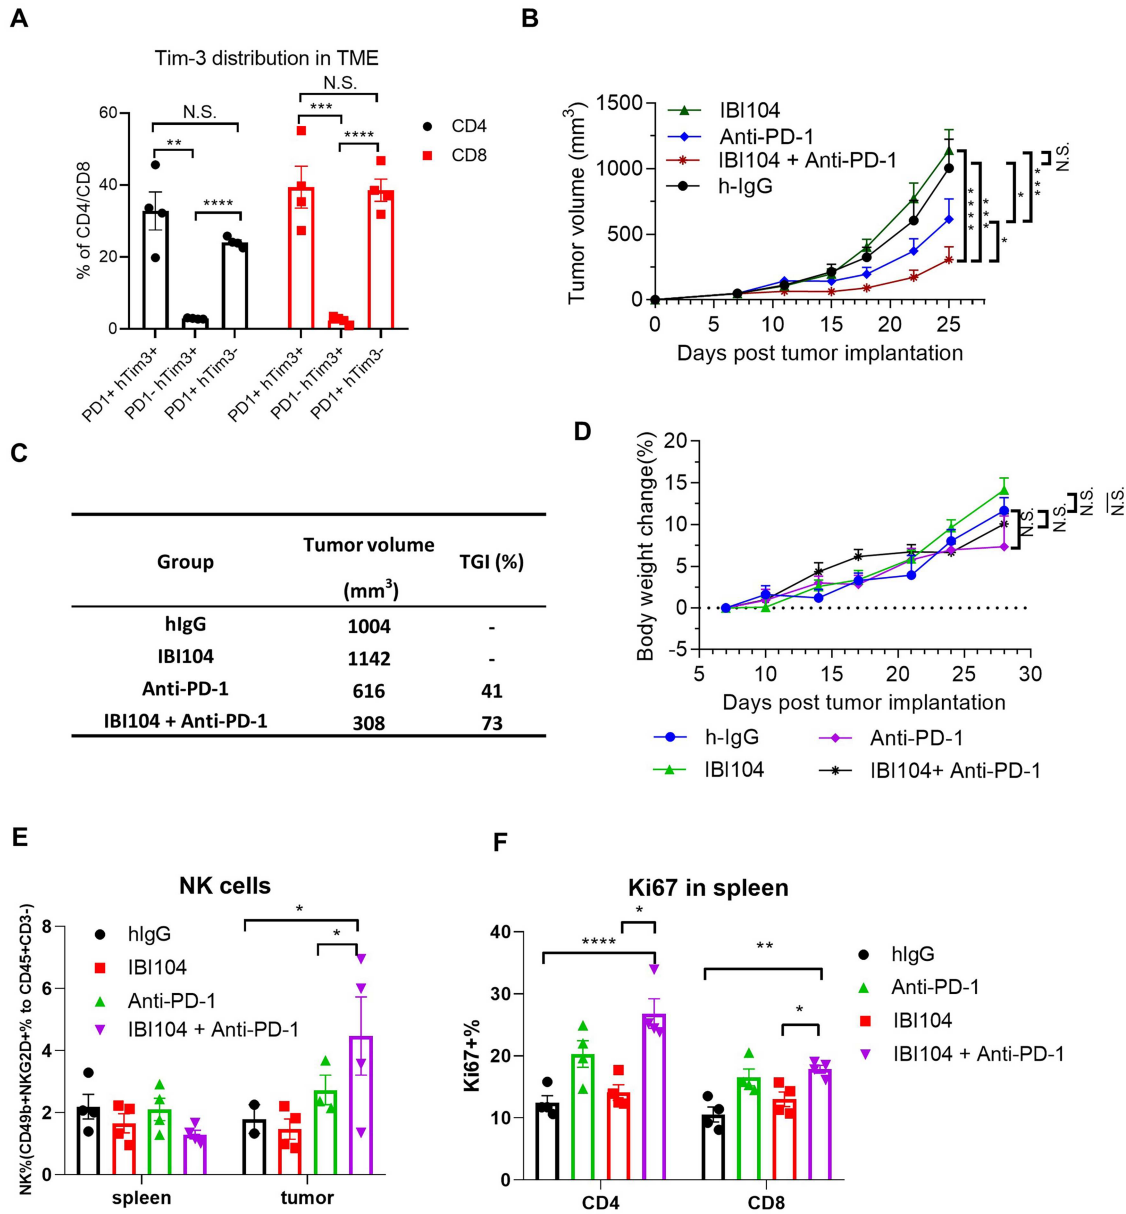 A
Tim-3 distribution in TME
N.S.
N.S.
**
****
***
****
CD4
CD8
% of CD4/CD8
60
40
20
0
PD1+ hTim3+
PD1- hTim3+
PD1+ hTim3-
PD1+ hTim3+
PD1- hTim3+
PD1+ hTim3-
B
IBI104
Anti-PD-1
IBI104 + Anti-PD-1
h-IgG
Tumor volume (mm³)
1500
1000
500
0
0 5 10 15 20 25
Days post tumor implantation
****
***
*
*
***
N.S.
C
Group Tumor volume (mm³) TGI (%)
hIgG 1004 -
IBI104 1142 -
Anti-PD-1 616 41
IBI104 + Anti-PD-1 308 73
D
Body weight change(%)
20
15
10
5
0
-5
5 10 15 20 25 30
Days post tumor implantation
N.S.
N.S.
N.S.
N.S.
h-IgG
IBI104
Anti-PD-1
IBI104+ Anti-PD-1
E
NK cells
NK%(CD49b+NKG2D+% to CD45+CD3-)
8
6
4
2
0
hIgG
IBI104
Anti-PD-1
IBI104 + Anti-PD-1
*
*
spleen
tumor
F
Ki67 in spleen
Ki67+%
40
30
20
10
0
****
*
**
*
CD4
CD8
hIgG
Anti-PD-1
IBI104
IBI104 + Anti-PD-1